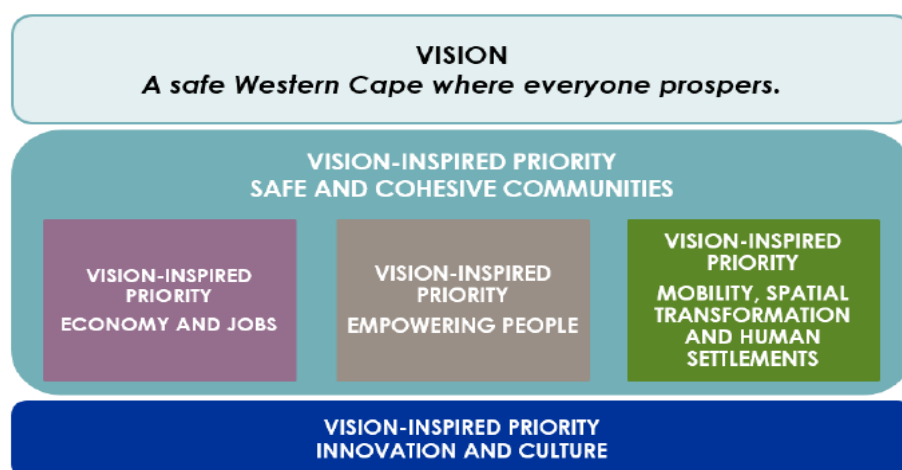 VISION
A safe Western Cape where everyone prospers.
VISION-INSPIRED PRIORITY
SAFE AND COHESIVE COMMUNITIES
VISION-INSPIRED
PRIORITY
ECONOMY AND JOBS
VISION-INSPIRED
PRIORITY
EMPOWERING PEOPLE
VISION-INSPIRED
PRIORITY
MOBILITY, SPATIAL
TRANSFORMATION
AND HUMAN
SETTLEMENTS
VISION-INSPIRED PRIORITY
INNOVATION AND CULTURE